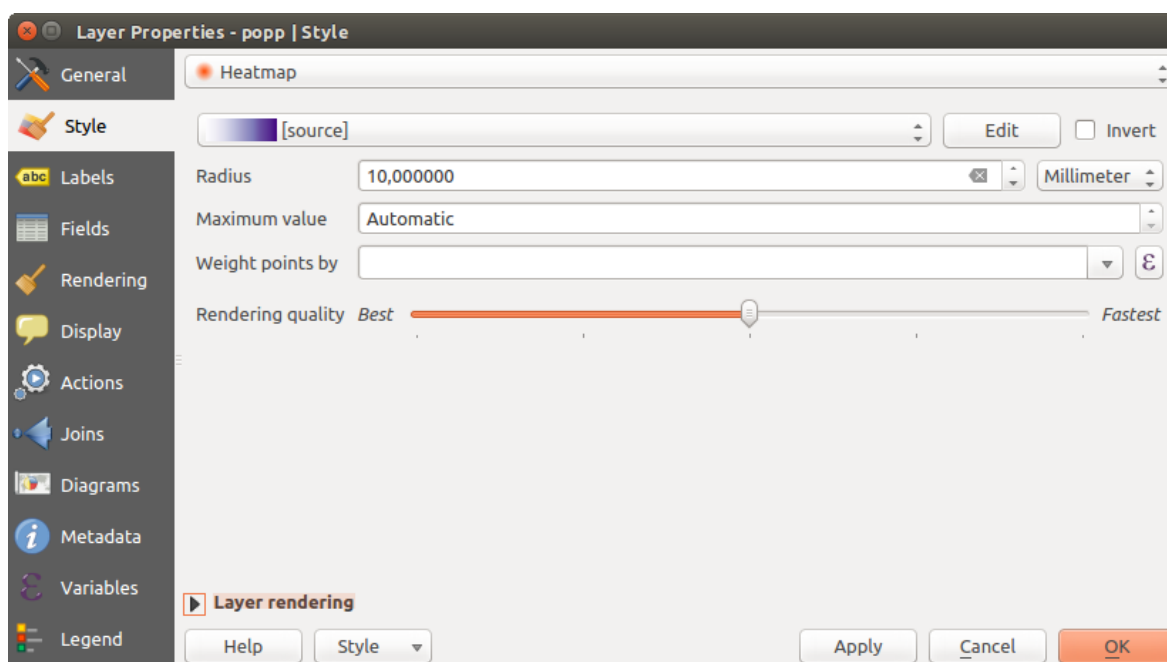 Layer Properties - popp | Style
General
Style
Labels
Fields
Rendering
Display
Actions
Joins
Diagrams
Metadata
Variables
Legend
Heatmap
[source] Edit Invert
Radius 10,000000 Millimeter
Maximum value Automatic
Weight points by ε
Rendering quality Best Fastest
Layer rendering
Help Style Apply Cancel OK
abc